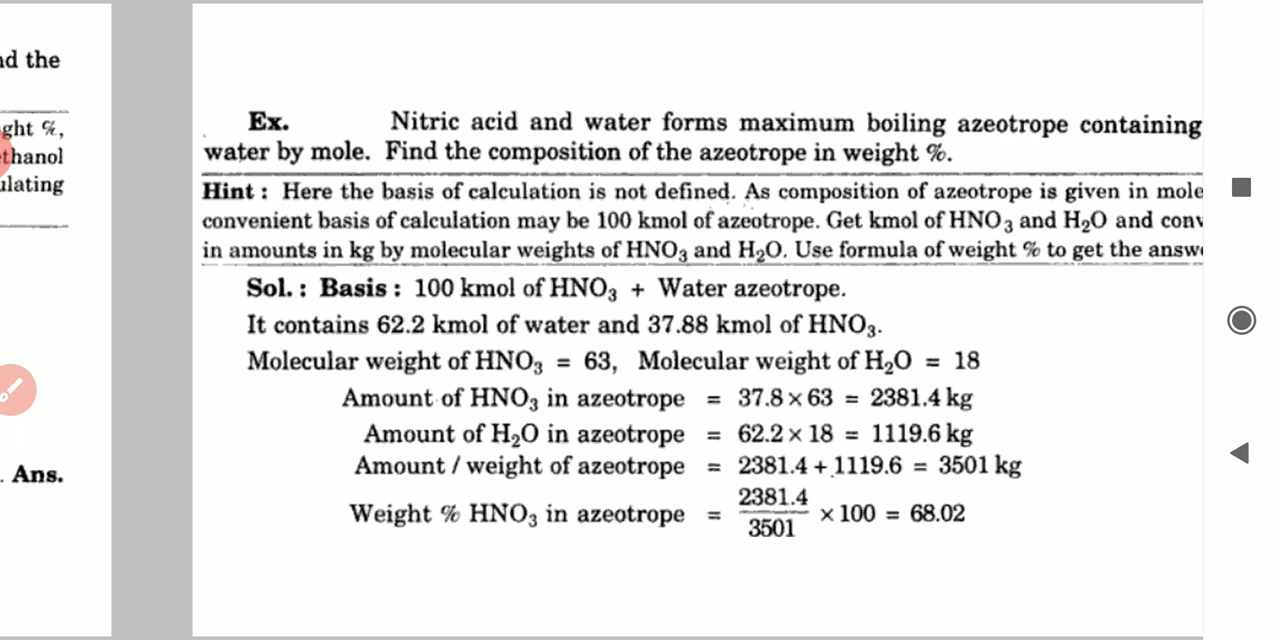 nd the
ght %,
thanol
ulating
. Ans.
Ex. Nitric acid and water forms maximum boiling azeotrope containing
water by mole. Find the composition of the azeotrope in weight %.
Hint : Here the basis of calculation is not defined. As composition of azeotrope is given in mole
convenient basis of calculation may be 100 kmol of azeotrope. Get kmol of HNO₃ and H₂O and conv
in amounts in kg by molecular weights of HNO₃ and H₂O. Use formula of weight % to get the answ
Sol. : Basis : 100 kmol of HNO₃ + Water azeotrope.
It contains 62.2 kmol of water and 37.88 kmol of HNO₃.
Molecular weight of HNO₃ = 63, Molecular weight of H₂O = 18
Amount of HNO₃ in azeotrope = 37.8 × 63 = 2381.4 kg
Amount of H₂O in azeotrope = 62.2 × 18 = 1119.6 kg
Amount / weight of azeotrope = 2381.4 + 1119.6 = 3501 kg
Weight % HNO₃ in azeotrope = 2381.4 / 3501 × 100 = 68.02